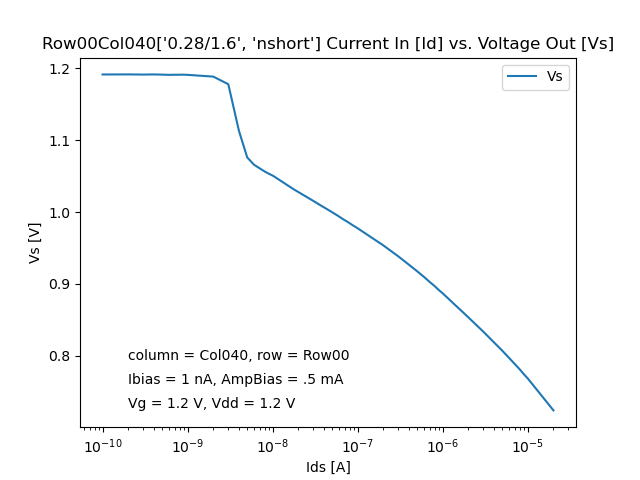 Row00Col040['0.28/1.6', 'nshort'] Current In [Id] vs. Voltage Out [Vs]
Vs
1.2
1.1
1.0
0.9
0.8
Vs [V]
column = Col040, row = Row00
Ibias = 1 nA, AmpBias = .5 mA
Vg = 1.2 V, Vdd = 1.2 V
10⁻¹⁰ 10⁻⁹ 10⁻⁸ 10⁻⁷ 10⁻⁶ 10⁻⁵
Ids [A]